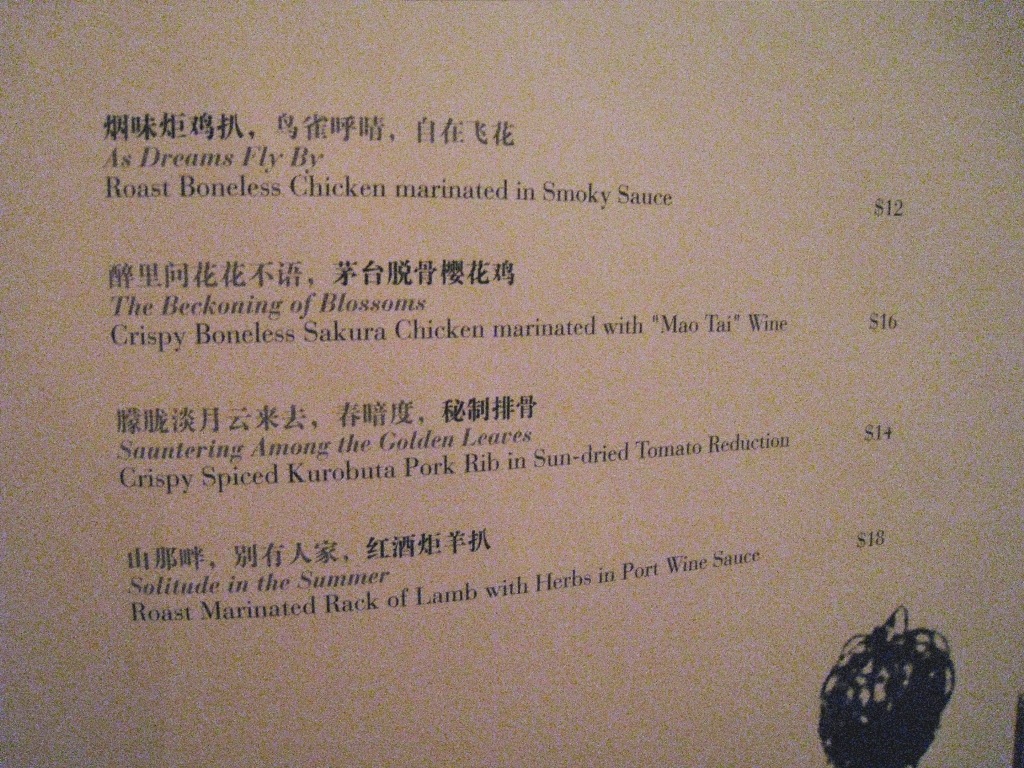 烟味炬鸡扒，鸟雀呼晴，自在飞花
As Dreams Fly By
Roast Boneless Chicken marinated in Smoky Sauce
$12
醉里问花花不语，茅台脱骨樱花鸡
The Beckoning of Blossoms
Crispy Boneless Sakura Chicken marinated with "Mao Tai" Wine
$16
朦胧淡月云来去，春暗度，秘制排骨
Sauntering Among the Golden Leaves
Crispy Spiced Kurobuta Pork Rib in Sun-dried Tomato Reduction
$14
山那畔，别有人家，红酒炬羊扒
Solitude in the Summer
Roast Marinated Rack of Lamb with Herbs in Port Wine Sauce
$18